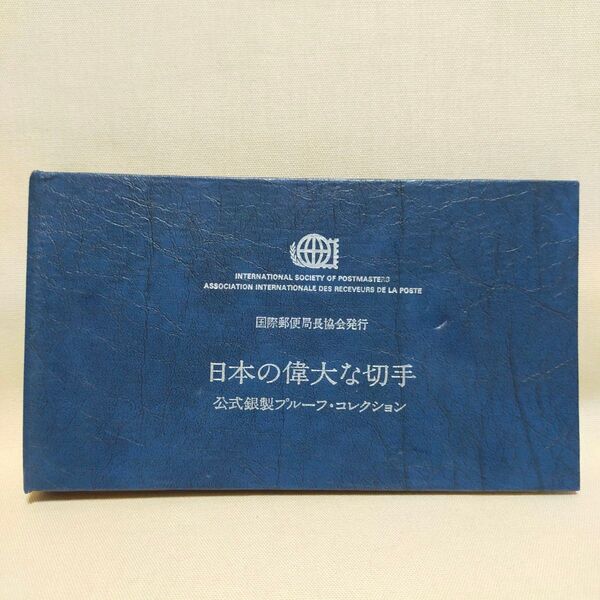 INTERNATIONAL SOCIETY OF POSTMASTERS
ASSOCIATION INTERNATIONALE DES RECEVEURS DE LA POSTE
国際郵便局長協会発行
日本の偉大な切手
公式銀製プルーフ・コレクション